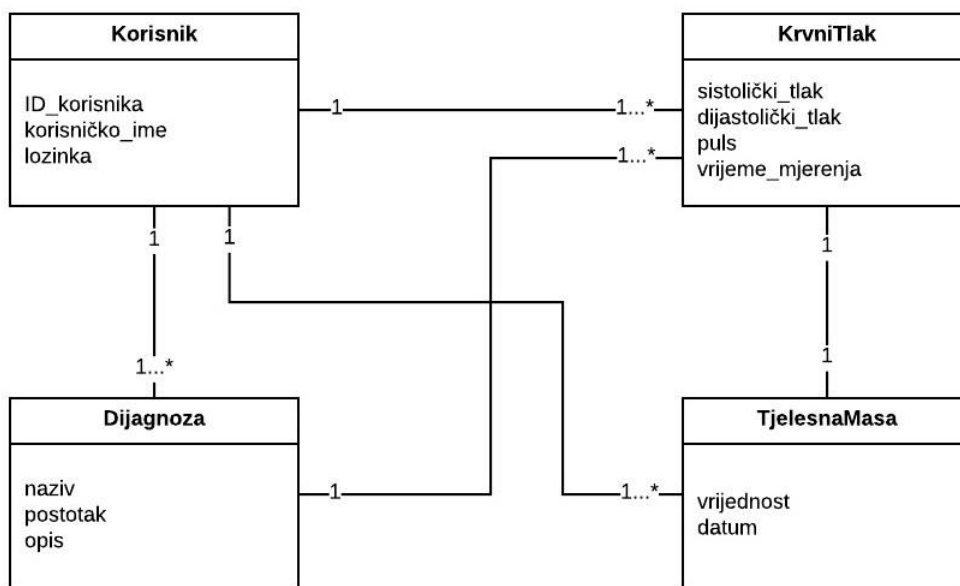 Korisnik
ID_korisnika
korisničko_ime
lozinka
KrvniTlak
sistolički_tlak
dijastolički_tlak
puls
vrijeme_mjerenja
1
1...*
1...*
1
1
1
1
1...*
Dijagnoza
naziv
postotak
opis
1
1...*
TjelesnaMasa
vrijednost
datum